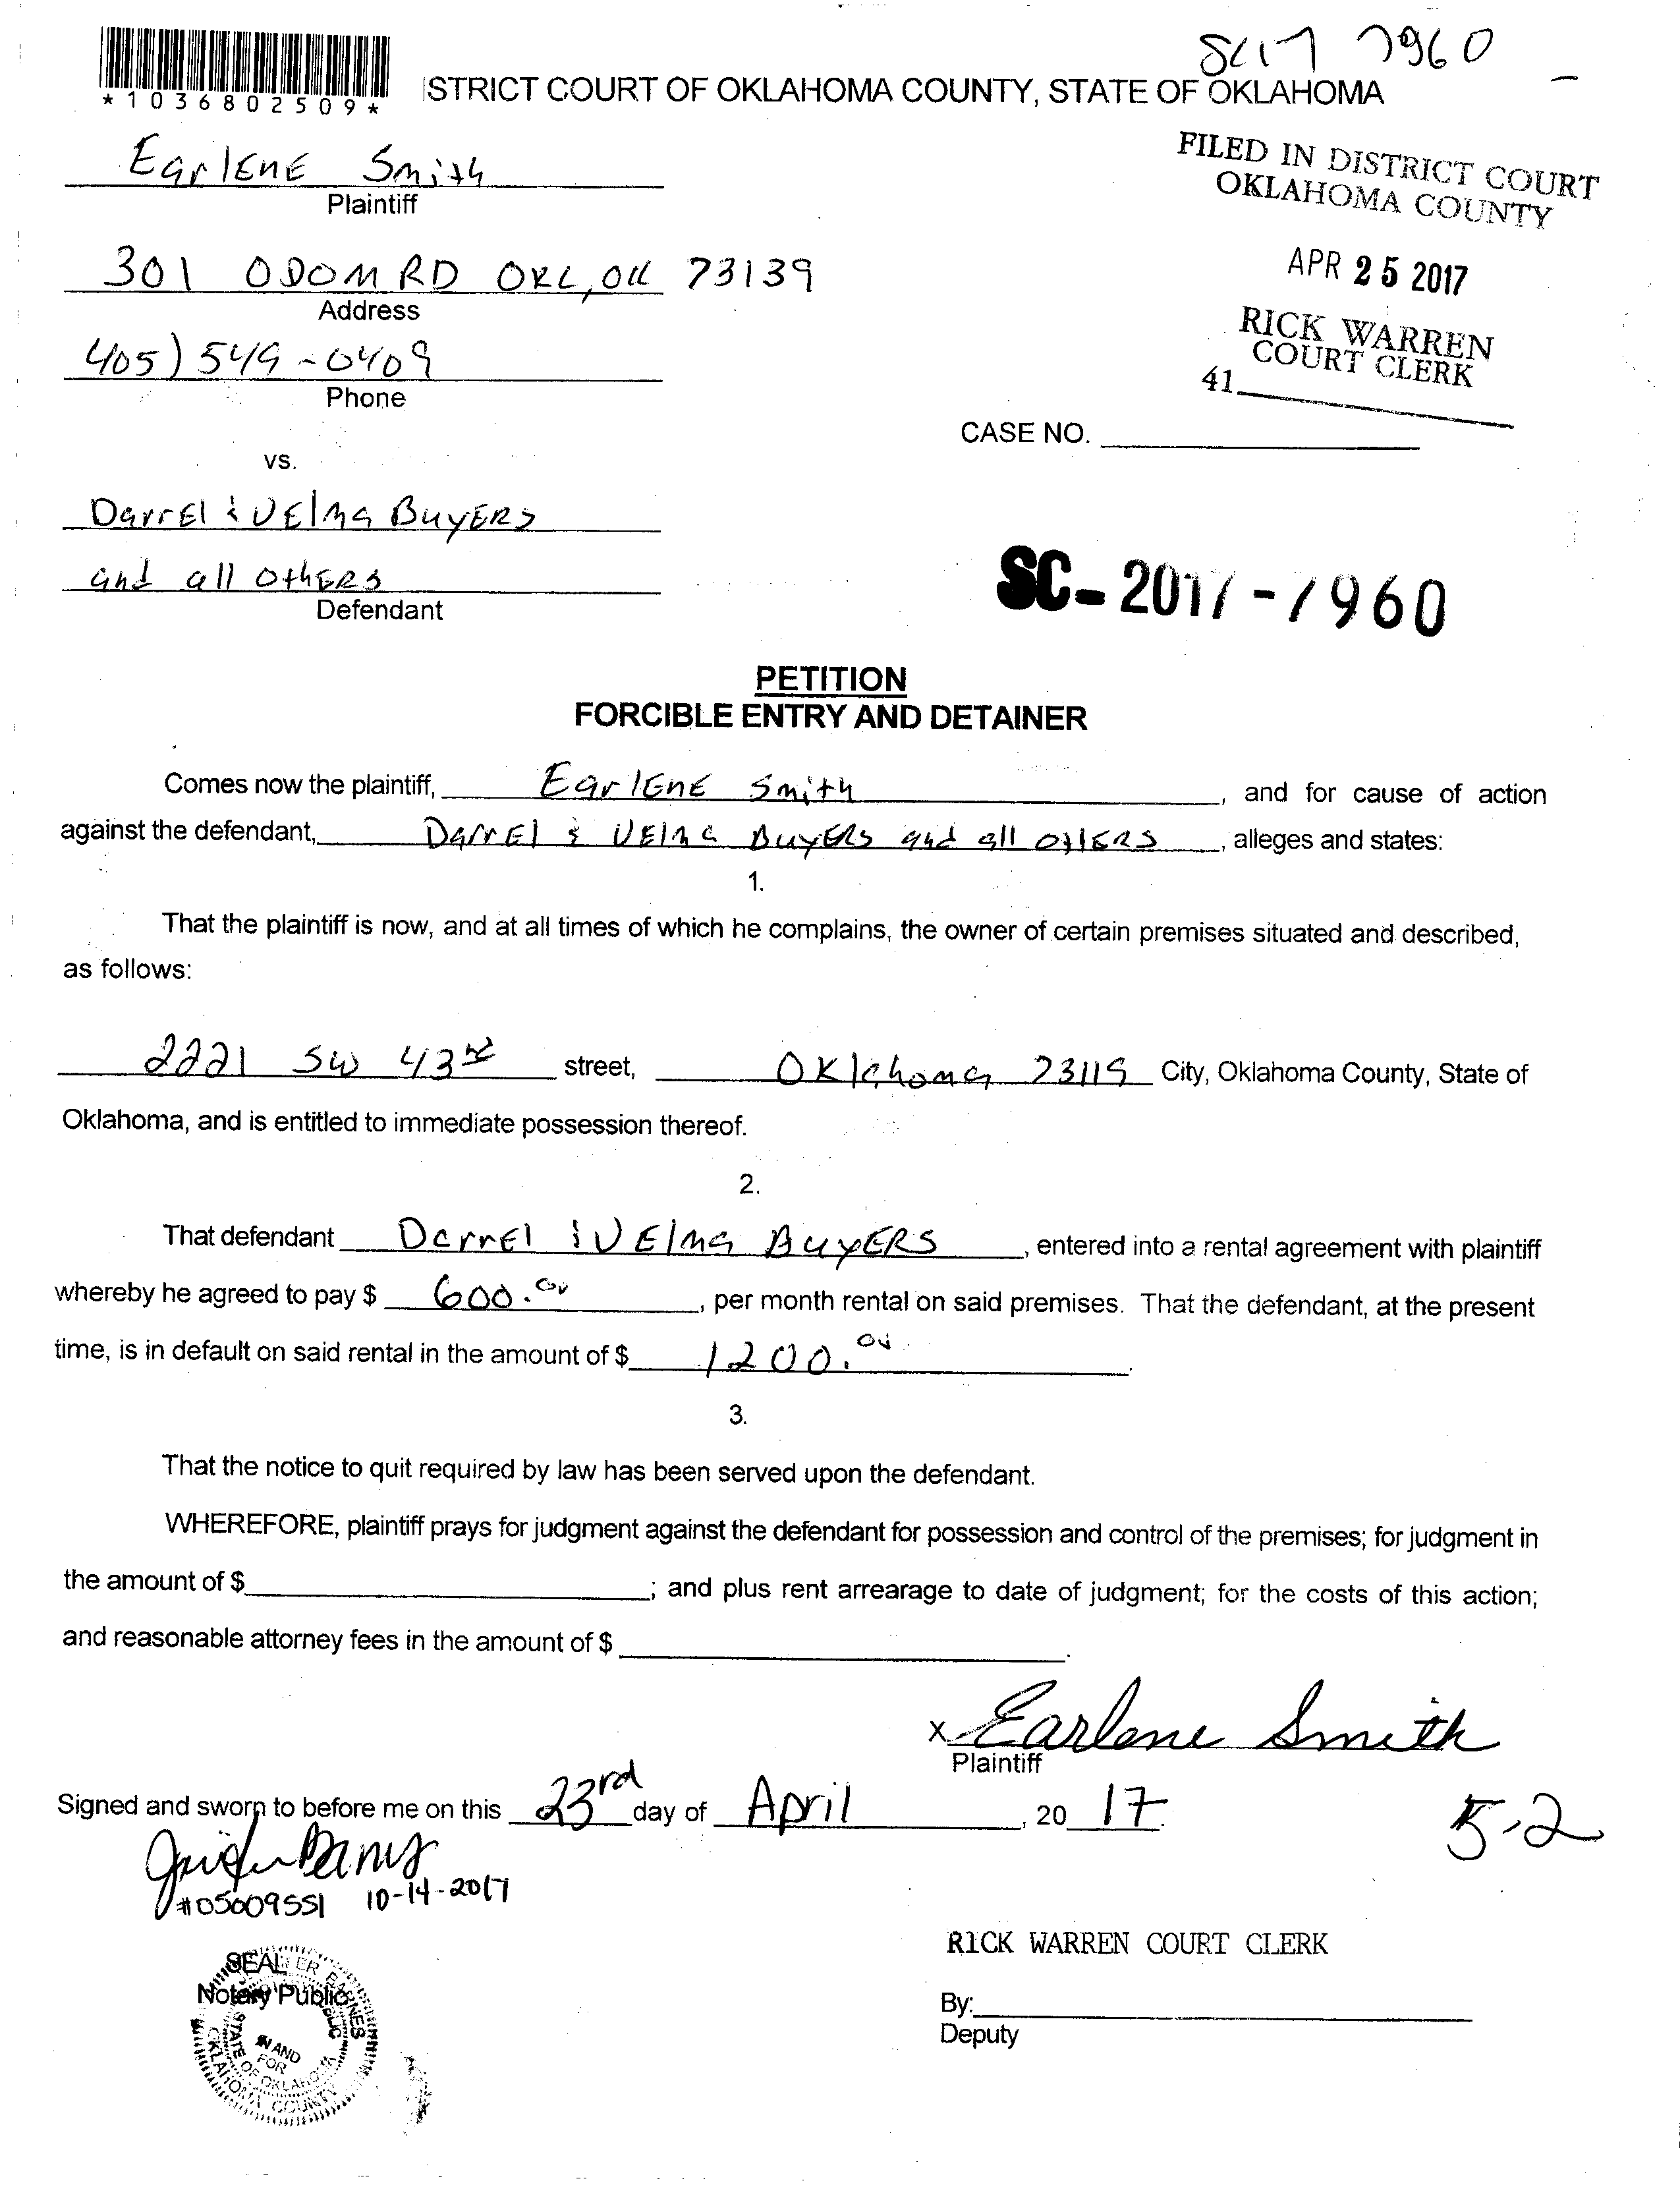 SC17 7960
*1036802509*
ISTRICT COURT OF OKLAHOMA COUNTY, STATE OF OKLAHOMA
FILED IN DISTRICT COURT
OKLAHOMA COUNTY
APR 25 2017
RICK WARREN
COURT CLERK
41
Earlene Smith
Plaintiff
301 ODOM RD OKL, OK 73139
Address
405) 549-0409
Phone
CASE NO.
vs.
Darrel & Velma Buyers
and all others
Defendant
SC-2017-7960
PETITION
FORCIBLE ENTRY AND DETAINER
Comes now the plaintiff, Earlene Smith, and for cause of action
against the defendant, Darrel & Velma Buyers and all others, alleges and states:
1.
That the plaintiff is now, and at all times of which he complains, the owner of certain premises situated and described,
as follows:
2221 SW 43rd street, Oklahoma 73119 City, Oklahoma County, State of
Oklahoma, and is entitled to immediate possession thereof.
2.
That defendant Darrel & Velma Buyers, entered into a rental agreement with plaintiff
whereby he agreed to pay $ 600.00, per month rental on said premises. That the defendant, at the present
time, is in default on said rental in the amount of $ 1200.00.
3.
That the notice to quit required by law has been served upon the defendant.
WHEREFORE, plaintiff prays for judgment against the defendant for possession and control of the premises; for judgment in
the amount of $ ; and plus rent arrearage to date of judgment; for the costs of this action;
and reasonable attorney fees in the amount of $ .
x Earlene Smith
Plaintiff
Signed and sworn to before me on this 23rd day of April, 20 17.
5-2
#05009551 10-14-2017
SEAL
Notary Public
IN AND
FOR
STATE OF OKLAHOMA
OKLAHOMA COUNTY
RICK WARREN COURT CLERK
By:
Deputy